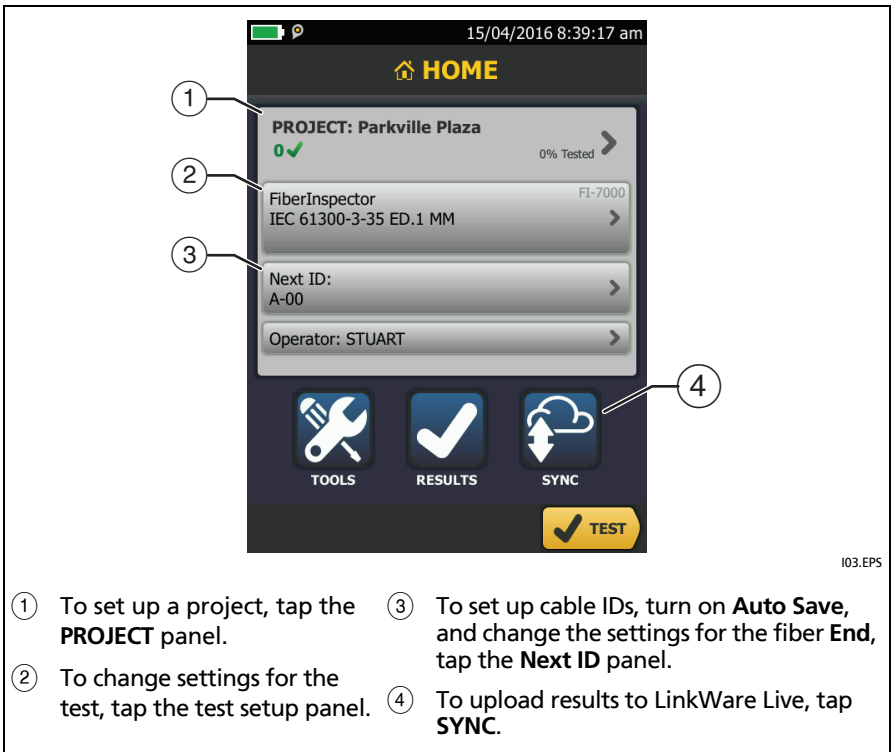 15/04/2016 8:39:17 am
HOME
1
PROJECT: Parkville Plaza
0
0% Tested
2
FiberInspector
FI-7000
IEC 61300-3-35 ED.1 MM
3
Next ID:
A-00
Operator: STUART
4
TOOLS
RESULTS
SYNC
TEST
I03.EPS
1 To set up a project, tap the
PROJECT panel.
2 To change settings for the
test, tap the test setup panel.
3 To set up cable IDs, turn on Auto Save,
and change the settings for the fiber End,
tap the Next ID panel.
4 To upload results to LinkWare Live, tap
SYNC.